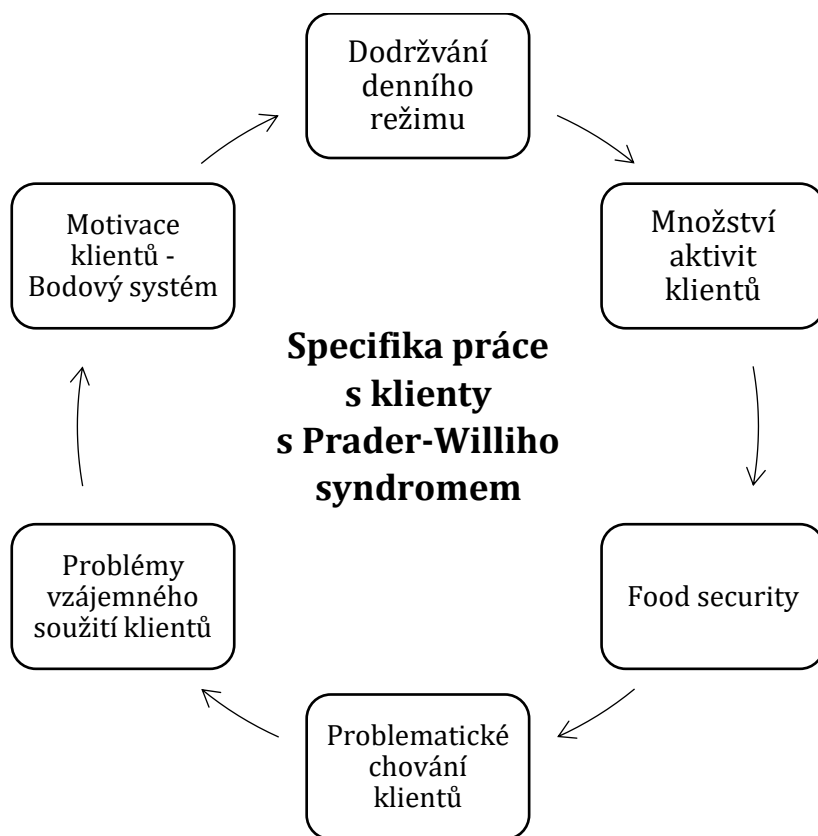 Dodržvání
denního
režimu
Množství
aktivit
klientů
Food security
Problematické
chování
klientů
Problémy
vzájemného
soužití klientů
Motivace
klientů -
Bodový systém
Specifika práce
s klienty
s Prader-Williho
syndromem